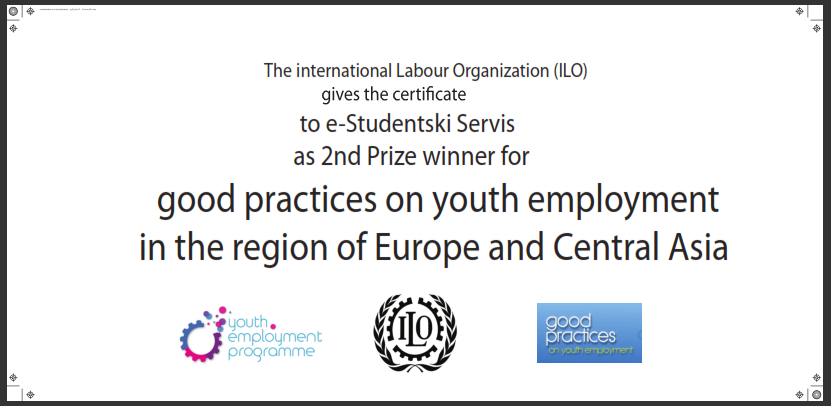 The international Labour Organization (ILO)
gives the certificate
to e-Studentski Servis
as 2nd Prize winner for
good practices on youth employment
in the region of Europe and Central Asia
youth
employment
programme
ILO
good
practices
on youth employment